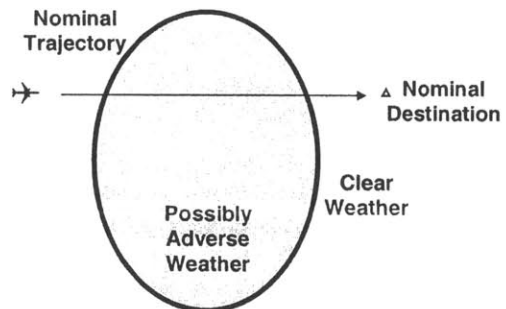 Nominal
Trajectory
Nominal
Destination
Clear
Weather
Possibly
Adverse
Weather